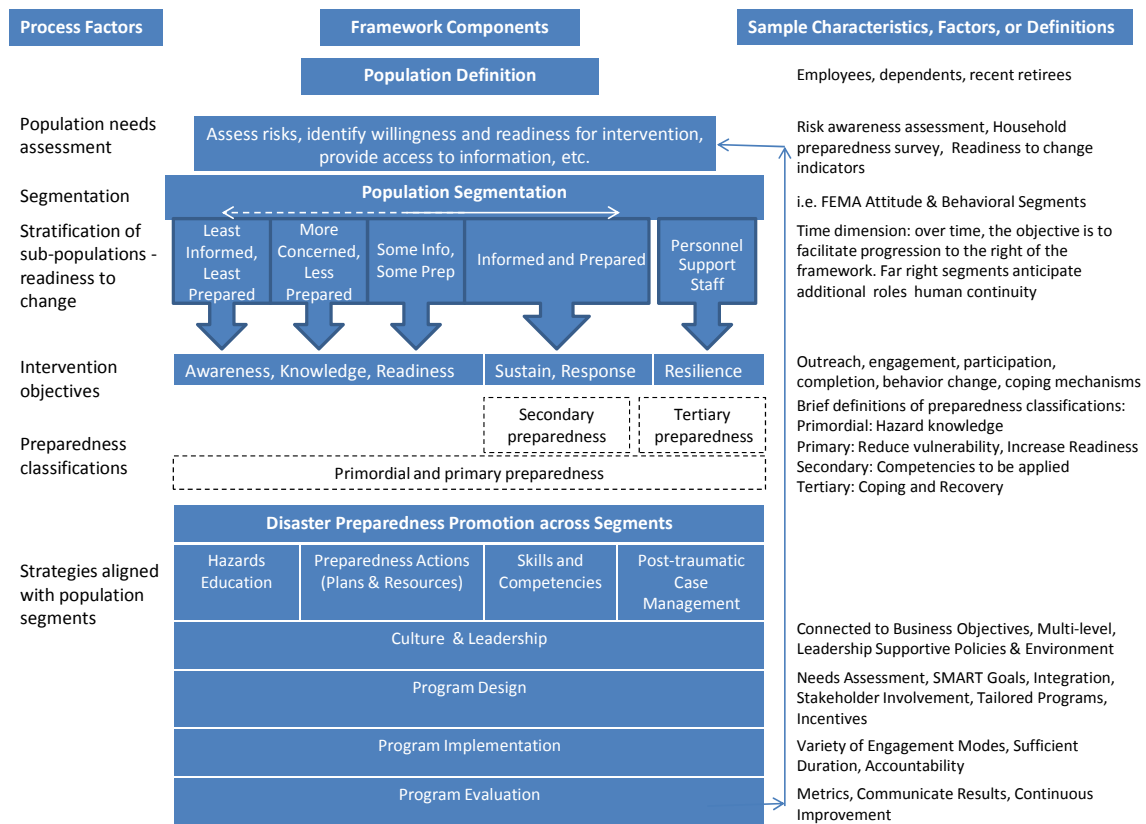 Process Factors
Framework Components
Sample Characteristics, Factors, or Definitions
Population Definition
Employees, dependents, recent retirees
Population needs
assessment
Assess risks, identify willingness and readiness for intervention,
provide access to information, etc.
Risk awareness assessment, Household
preparedness survey, Readiness to change
indicators
Segmentation
Population Segmentation
i.e. FEMA Attitude & Behavioral Segments
Stratification of
sub-populations -
readiness to
change
Least
Informed,
Least
Prepared
More
Concerned,
Less
Prepared
Some Info,
Some Prep
Informed and Prepared
Personnel
Support
Staff
Time dimension: over time, the objective is to
facilitate progression to the right of the
framework. Far right segments anticipate
additional roles human continuity
Intervention
objectives
Awareness, Knowledge, Readiness
Sustain, Response
Resilience
Outreach, engagement, participation,
completion, behavior change, coping mechanisms
Preparedness
classifications
Secondary
preparedness
Tertiary
preparedness
Primordial and primary preparedness
Brief definitions of preparedness classifications:
Primordial: Hazard knowledge
Primary: Reduce vulnerability, Increase Readiness
Secondary: Competencies to be applied
Tertiary: Coping and Recovery
Disaster Preparedness Promotion across Segments
Strategies aligned
with population
segments
Hazards
Education
Preparedness Actions
(Plans & Resources)
Skills and
Competencies
Post-traumatic
Case
Management
Culture & Leadership
Connected to Business Objectives, Multi-level,
Leadership Supportive Policies & Environment
Program Design
Needs Assessment, SMART Goals, Integration,
Stakeholder Involvement, Tailored Programs,
Incentives
Program Implementation
Variety of Engagement Modes, Sufficient
Duration, Accountability
Program Evaluation
Metrics, Communicate Results, Continuous
Improvement